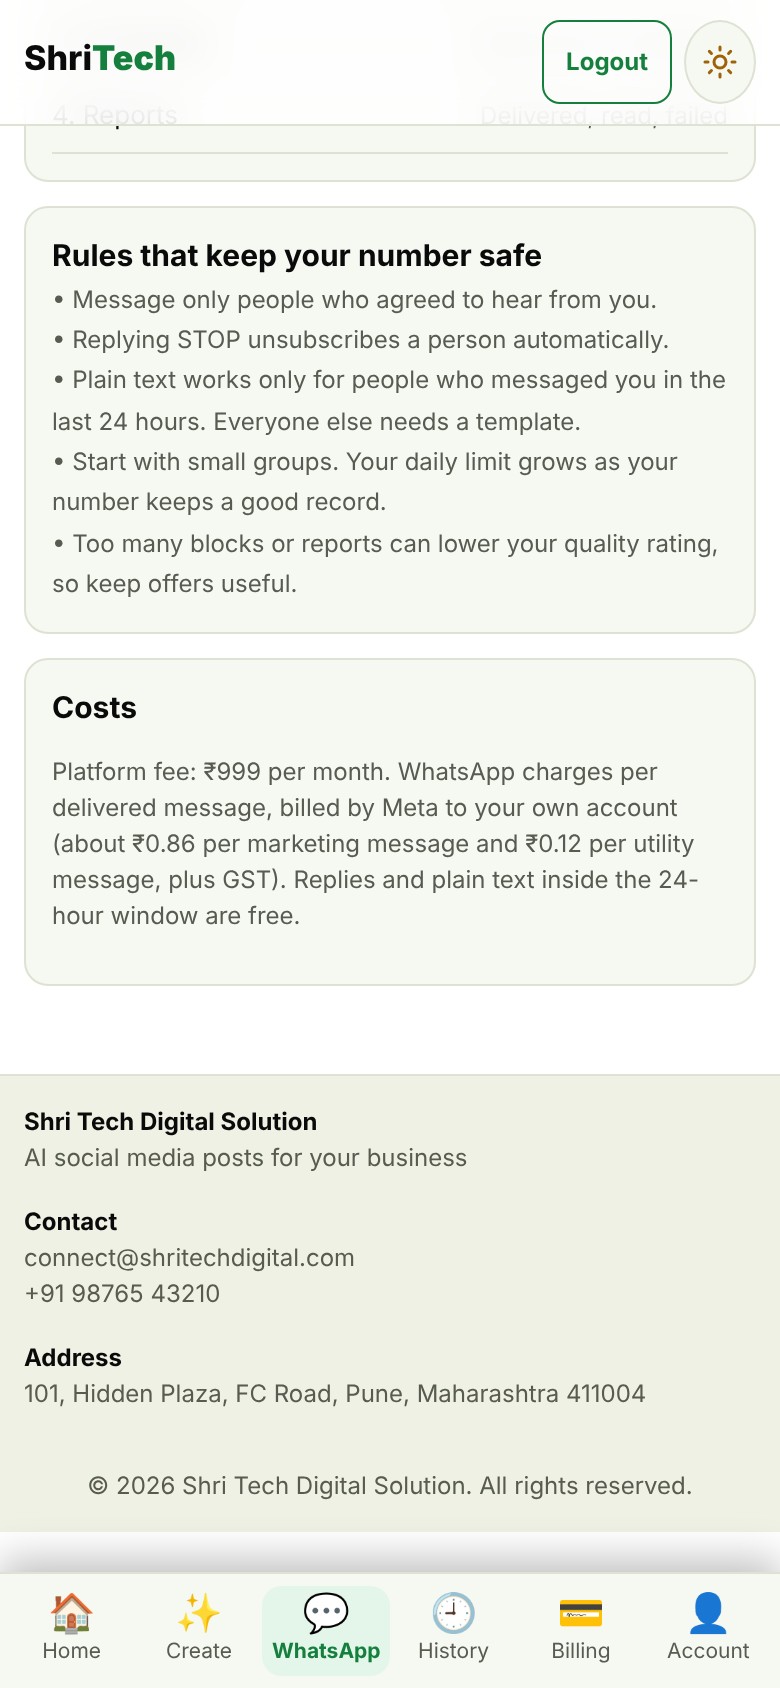 ShriTech
Logout
4. Reports Delivered, read, failed
Rules that keep your number safe
• Message only people who agreed to hear from you.
• Replying STOP unsubscribes a person automatically.
• Plain text works only for people who messaged you in the
last 24 hours. Everyone else needs a template.
• Start with small groups. Your daily limit grows as your
number keeps a good record.
• Too many blocks or reports can lower your quality rating,
so keep offers useful.
Costs
Platform fee: ₹999 per month. WhatsApp charges per
delivered message, billed by Meta to your own account
(about ₹0.86 per marketing message and ₹0.12 per utility
message, plus GST). Replies and plain text inside the 24-
hour window are free.
Shri Tech Digital Solution
AI social media posts for your business
Contact
connect@shritechdigital.com
+91 98765 43210
Address
101, Hidden Plaza, FC Road, Pune, Maharashtra 411004
© 2026 Shri Tech Digital Solution. All rights reserved.
Home Create WhatsApp History Billing Account